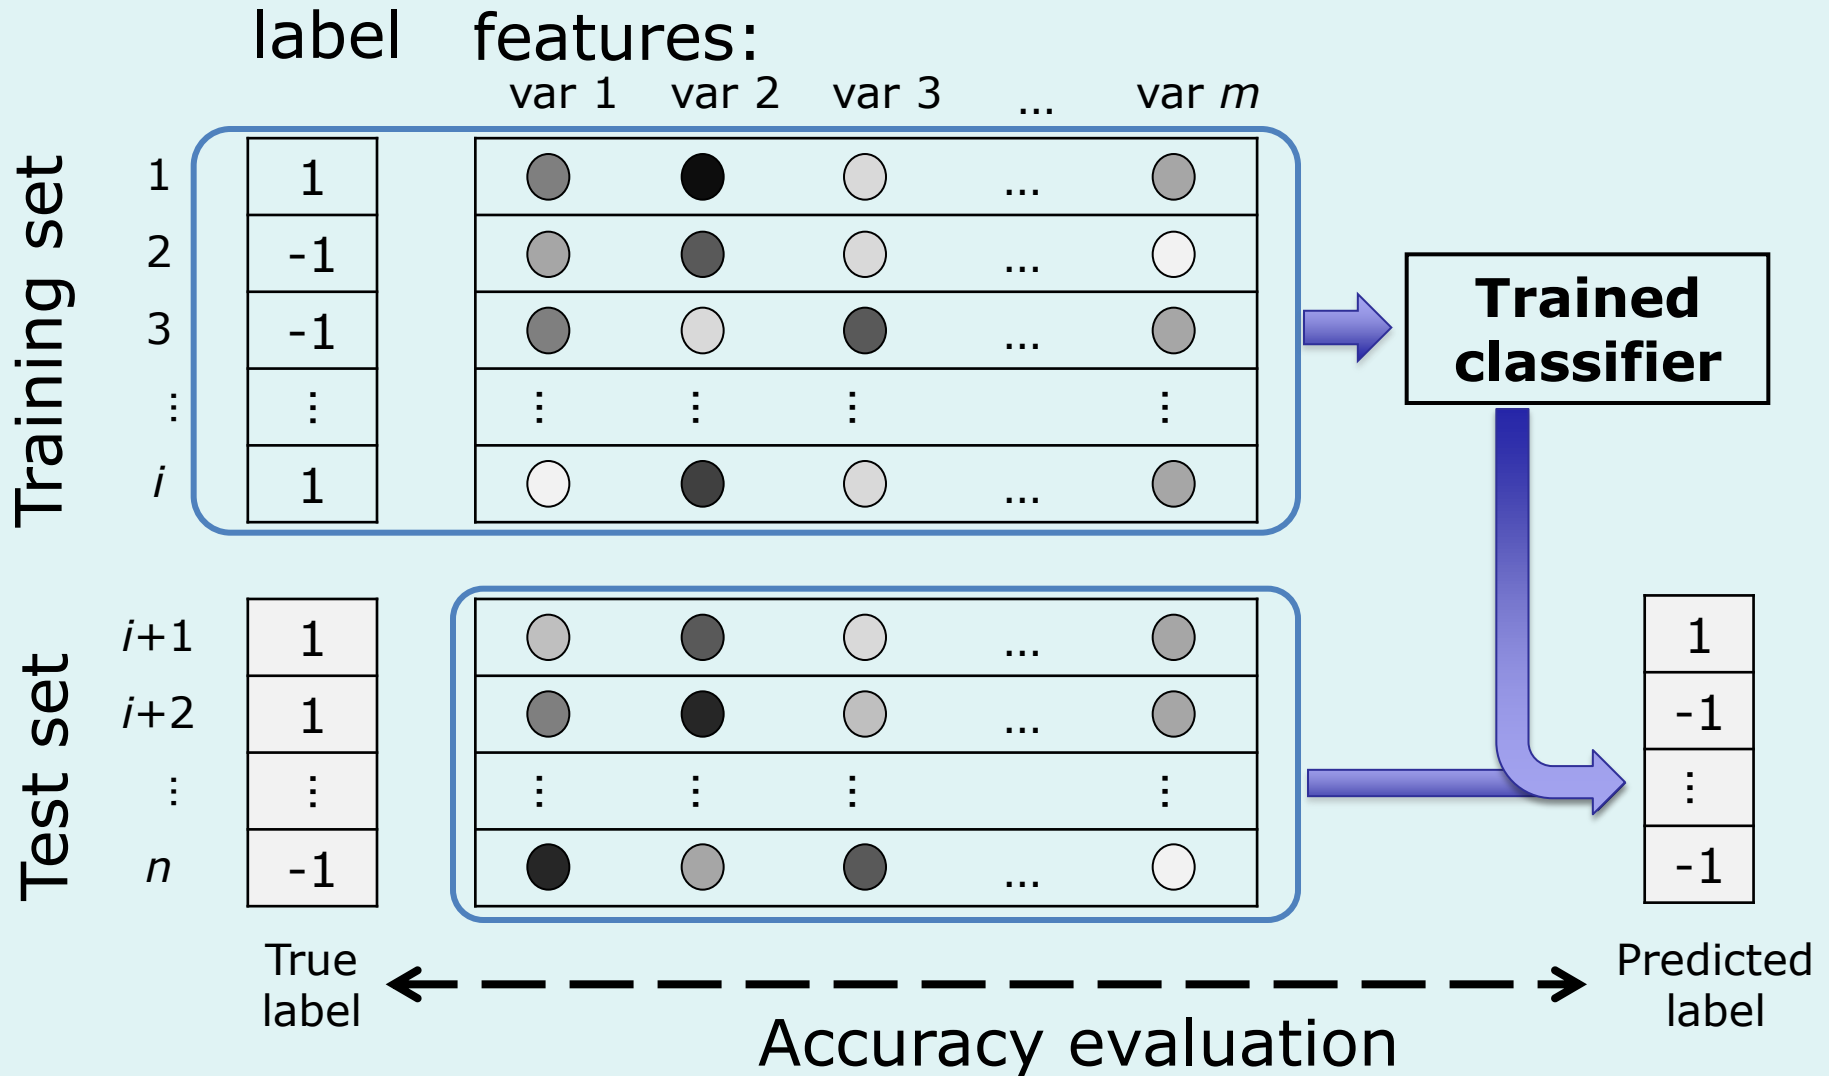 label features:
var 1 var 2 var 3 ... var m
Training set
1 1 ...
2 -1 ...
3 -1 ...
⋮ ⋮ ⋮ ⋮ ⋮ ⋮
i 1 ...
Trained
classifier
Test set
i+1 1 ... 1
i+2 1 ... -1
⋮ ⋮ ⋮ ⋮ ⋮ ⋮ ⋮
n -1 ... -1
True
label
Predicted
label
Accuracy evaluation